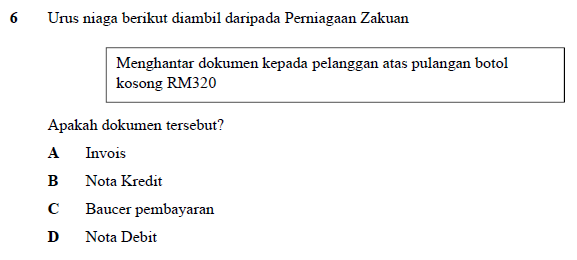 6 Urus niaga berikut diambil daripada Perniagaan Zakuan
Menghantar dokumen kepada pelanggan atas pulangan botol
kosong RM320
Apakah dokumen tersebut?
A Invois
B Nota Kredit
C Baucer pembayaran
D Nota Debit